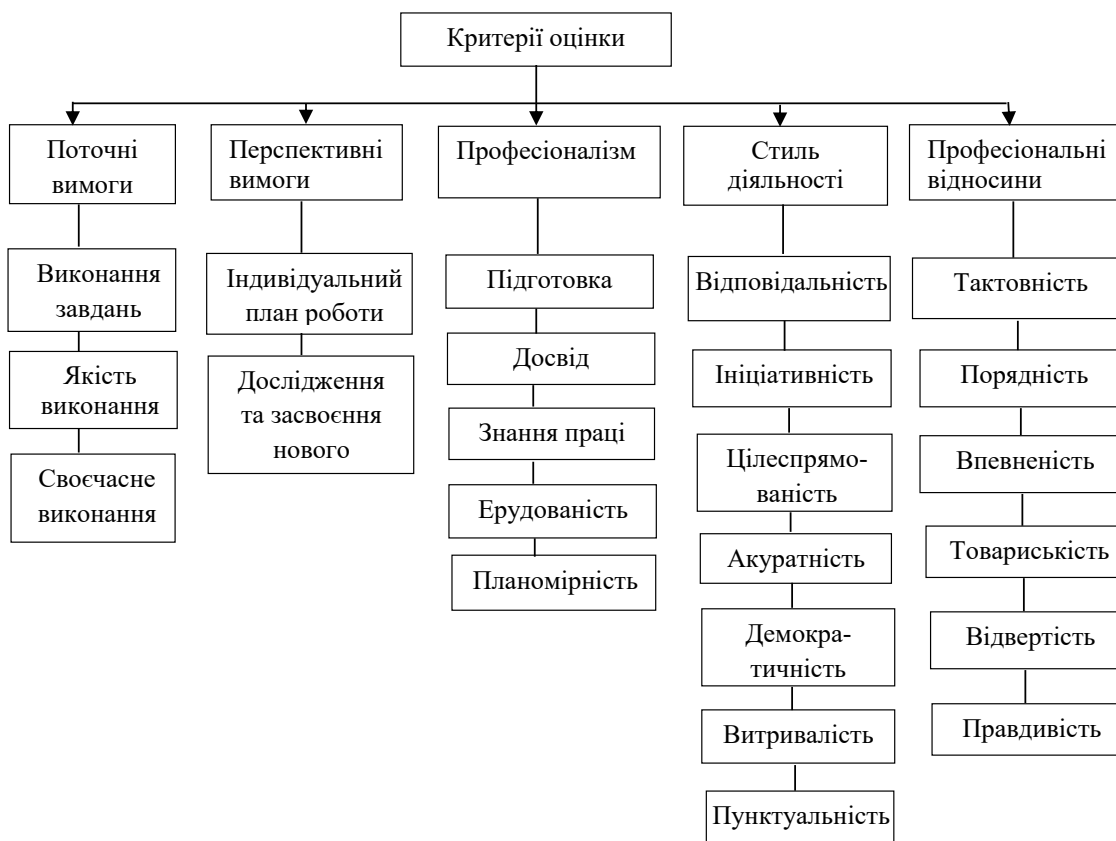 Критерії оцінки
Поточні
вимоги
Перспективні
вимоги
Професіоналізм
Стиль
діяльності
Професіональні
відносини
Виконання
завдань
Якість
виконання
Своєчасне
виконання
Індивідуальний
план роботи
Дослідження
та засвоєння
нового
Підготовка
Досвід
Знання праці
Ерудованість
Планомірність
Відповідальність
Ініціативність
Цілеспрямо-
ваність
Акуратність
Демокра-
тичність
Витривалість
Пунктуальність
Тактовність
Порядність
Впевненість
Товариськість
Відвертість
Правдивість